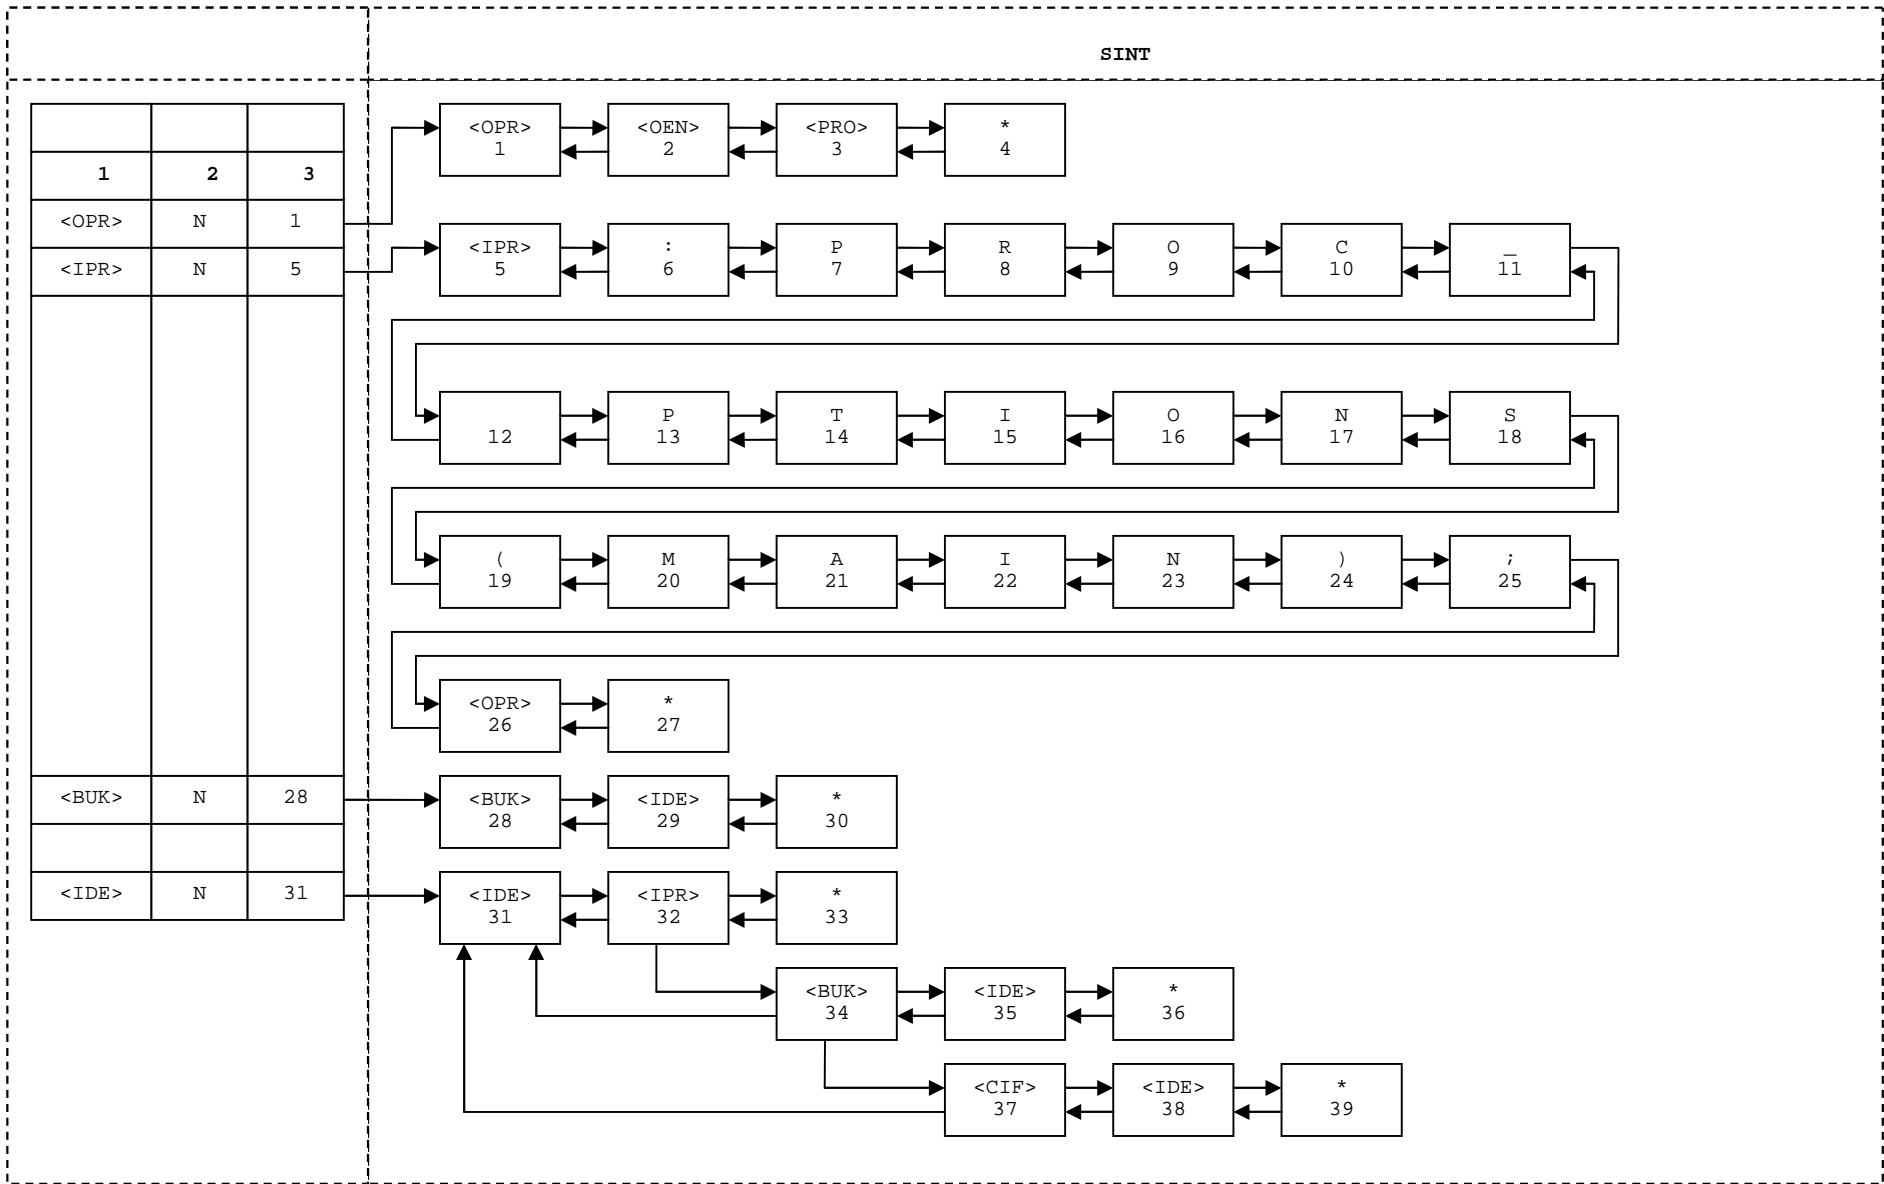 SINT
1 2 3
<OPR> N 1
<IPR> N 5
<BUK> N 28
<IDE> N 31
<OPR> <OEN> <PRO> *
1 2 3 4
<IPR> : P R O C _
5 6 7 8 9 10 11
P T I O N S
12 13 14 15 16 17 18
( M A I N ) ;
19 20 21 22 23 24 25
<OPR> *
26 27
<BUK> <IDE> *
28 29 30
<IDE> <IPR> *
31 32 33
<BUK> <IDE> *
34 35 36
<CIF> <IDE> *
37 38 39